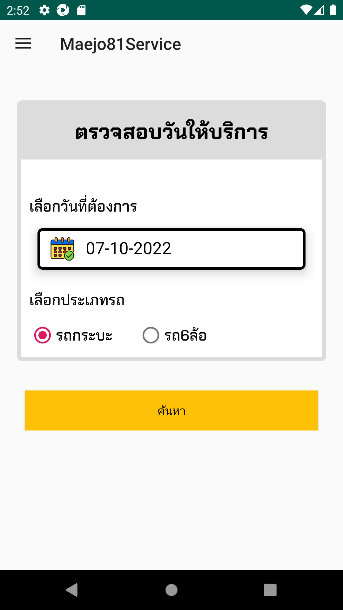 2:52
Maejo81Service
ตรวจสอบวันให้บริการ
เลือกวันที่ต้องการ
07-10-2022
เลือกประเภทรถ
รถกระบะ รถ6ล้อ
ค้นหา